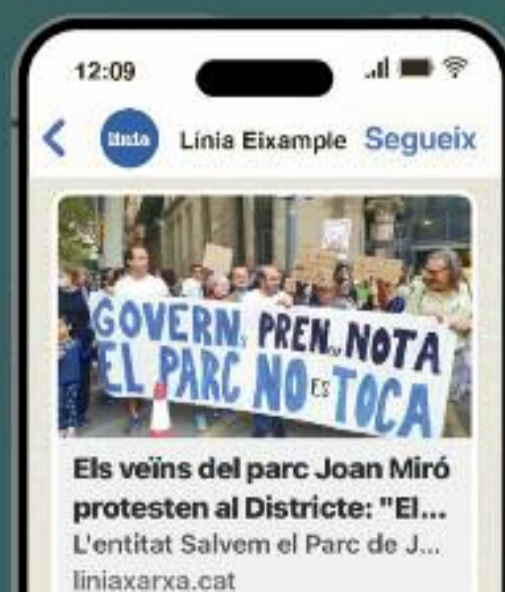 12:09
línia
Línia Eixample
Segueix
GOVERN, PREN NOTA
EL PARC NO ES TOCA
Els veïns del parc Joan Miró
protesten al Districte: "El...
L'entitat Salvem el Parc de J...
liniaxarxa.cat